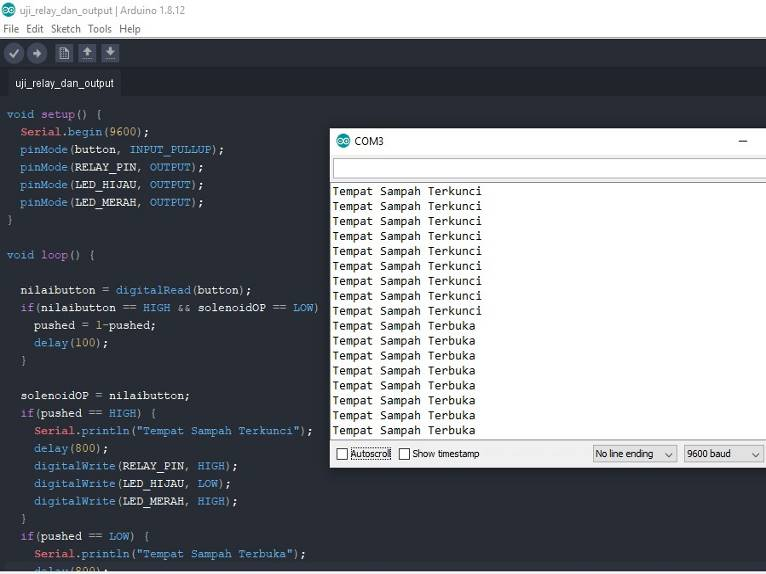 uji_relay_dan_output | Arduino 1.8.12
File Edit Sketch Tools Help
uji_relay_dan_output
void setup() {
Serial.begin(9600);
pinMode(button, INPUT_PULLUP);
pinMode(RELAY_PIN, OUTPUT);
pinMode(LED_HIJAU, OUTPUT);
pinMode(LED_MERAH, OUTPUT);
}
void loop() {
nilaibutton = digitalRead(button);
if(nilaibutton == HIGH && solenoidOP == LOW)
pushed = 1-pushed;
delay(100);
}
solenoidOP = nilaibutton;
if(pushed == HIGH) {
Serial.println("Tempat Sampah Terkunci");
delay(800);
digitalWrite(RELAY_PIN, HIGH);
digitalWrite(LED_HIJAU, LOW);
digitalWrite(LED_MERAH, HIGH);
}
if(pushed == LOW) {
Serial.println("Tempat Sampah Terbuka");
delay(800);
COM3
Tempat Sampah Terkunci
Tempat Sampah Terkunci
Tempat Sampah Terkunci
Tempat Sampah Terkunci
Tempat Sampah Terkunci
Tempat Sampah Terkunci
Tempat Sampah Terkunci
Tempat Sampah Terkunci
Tempat Sampah Terkunci
Tempat Sampah Terbuka
Tempat Sampah Terbuka
Tempat Sampah Terbuka
Tempat Sampah Terbuka
Tempat Sampah Terbuka
Tempat Sampah Terbuka
Tempat Sampah Terbuka
Tempat Sampah Terbuka
Autoscroll Show timestamp No line ending 9600 baud